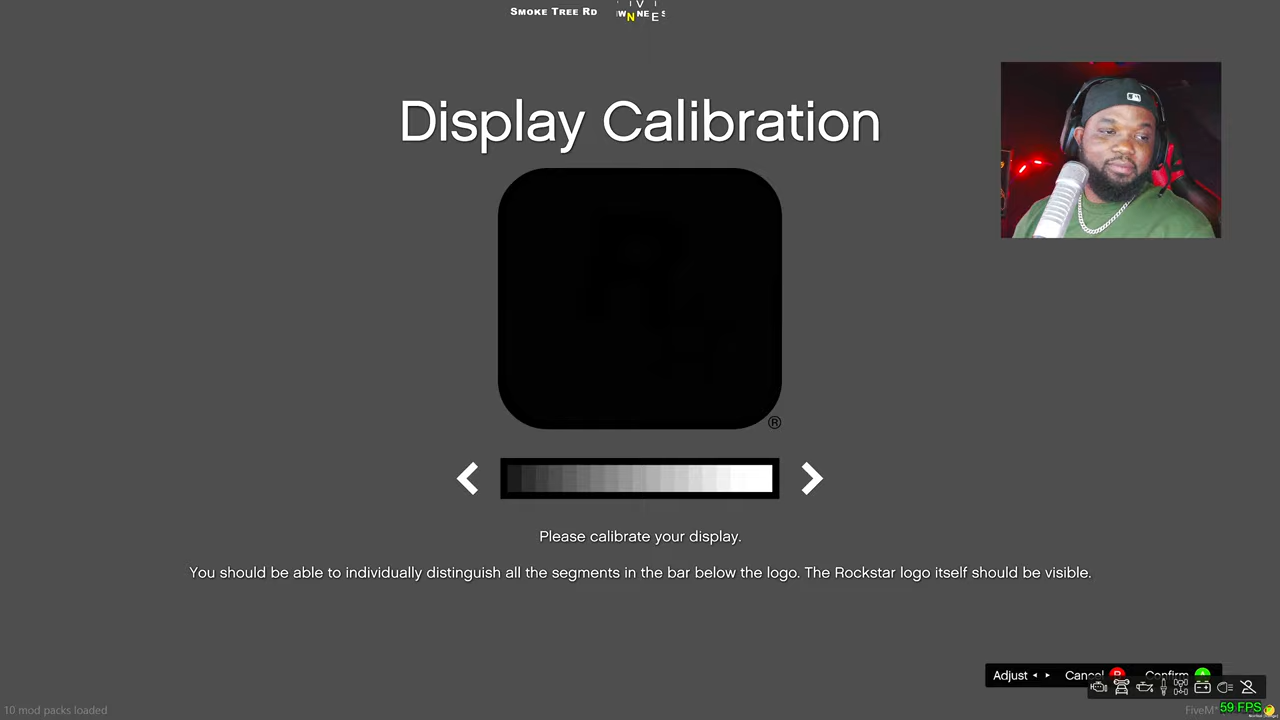 Smoke Tree Rd
Display Calibration
®
Please calibrate your display.
You should be able to individually distinguish all the segments in the bar below the logo. The Rockstar logo itself should be visible.
Adjust Cancel B Confirm A
10 mod packs loaded
FiveM
59 FPS